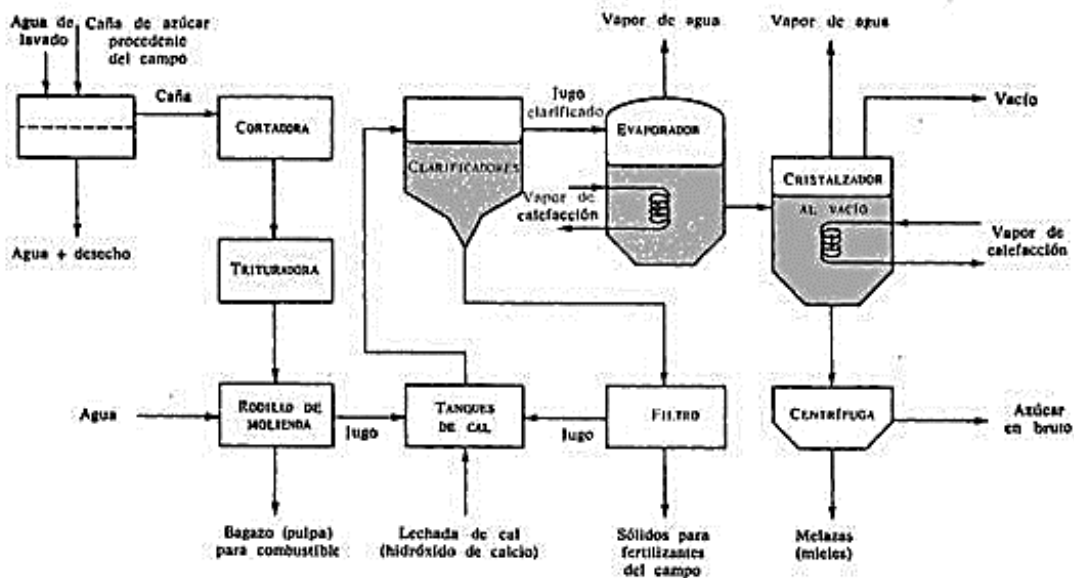 Agua de
lavado
Caña de azúcar
procedente
del campo
Vapor de agua
Vapor de agua
Caña
CORTADORA
Jugo
clarificado
EVAPORADOR
Vacío
CLARIFICADORES
CRISTALZADOR
AL VACÍO
Vapor de
calefacción
Vapor de
calefacción
Agua + desecho
TRITURADORA
Agua
RODILLO DE
MOLIENDA
Jugo
TANQUES
DE CAL
Jugo
FILTRO
CENTRÍFUGA
Azúcar
en bruto
Bagazo (pulpa)
para combustible
Lechada de cal
(hidróxido de calcio)
Sólidos para
fertilizantes
del campo
Melazas
(mieles)